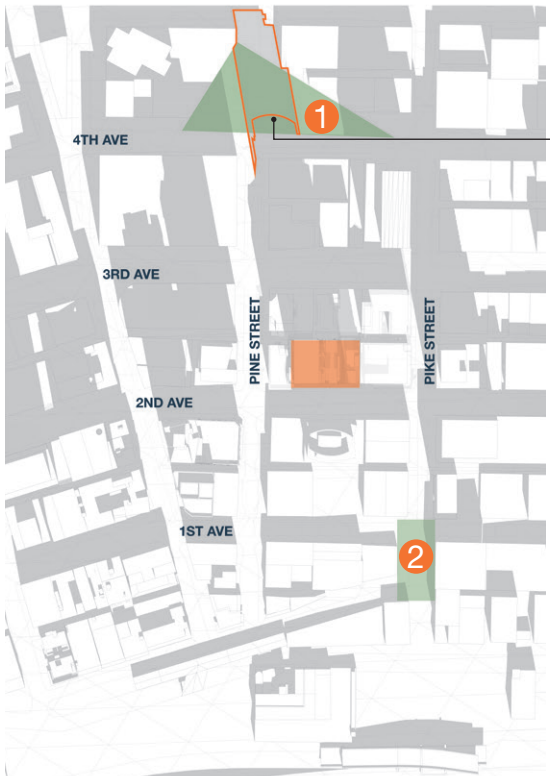 1
4TH AVE
3RD AVE
PINE STREET
PIKE STREET
2ND AVE
1ST AVE
2